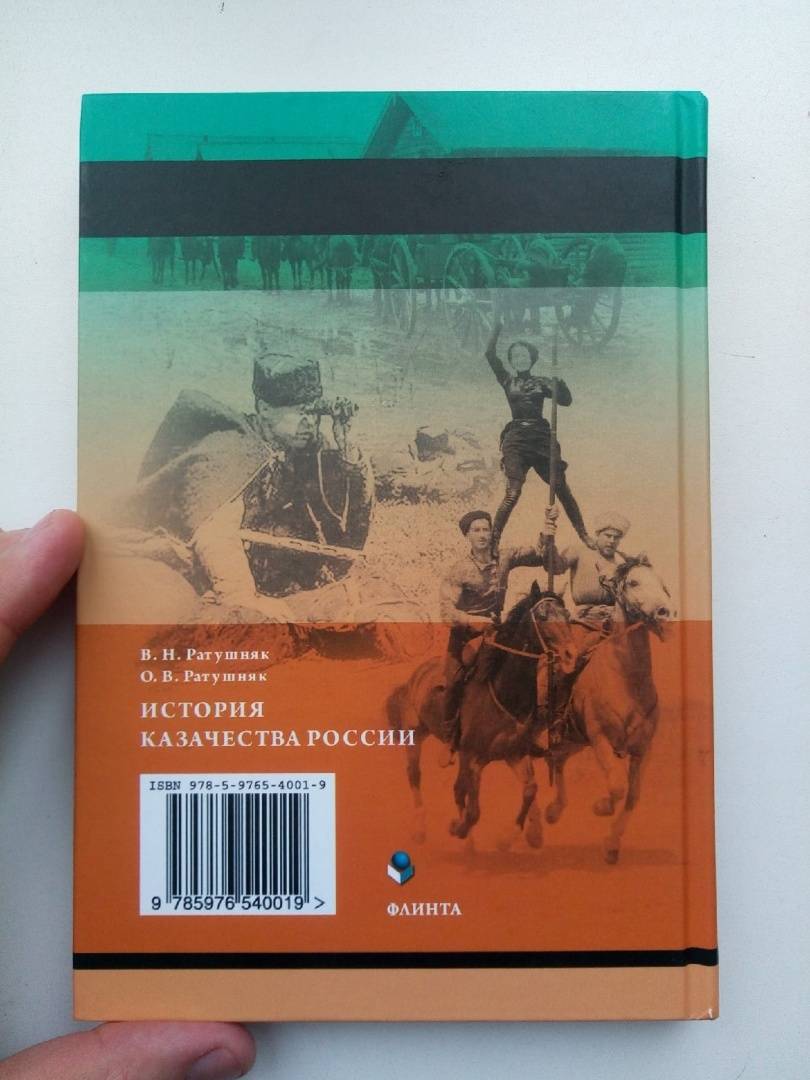 В. Н. Ратушняк
О. В. Ратушняк
ИСТОРИЯ
КАЗАЧЕСТВА РОССИИ
ISBN 978-5-9765-4001-9
9 785976 540019 >
ФЛИНТА